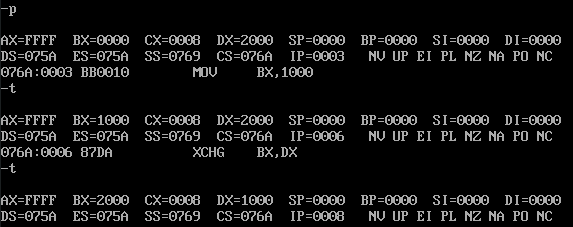 -p
AX=FFFF BX=0000 CX=0008 DX=2000 SP=0000 BP=0000 SI=0000 DI=0000
DS=075A ES=075A SS=0769 CS=076A IP=0003 NV UP EI PL NZ NA PO NC
076A:0003 BB0010 MOV BX,1000
-t
AX=FFFF BX=1000 CX=0008 DX=2000 SP=0000 BP=0000 SI=0000 DI=0000
DS=075A ES=075A SS=0769 CS=076A IP=0006 NV UP EI PL NZ NA PO NC
076A:0006 87DA XCHG BX,DX
-t
AX=FFFF BX=2000 CX=0008 DX=1000 SP=0000 BP=0000 SI=0000 DI=0000
DS=075A ES=075A SS=0769 CS=076A IP=0008 NV UP EI PL NZ NA PO NC